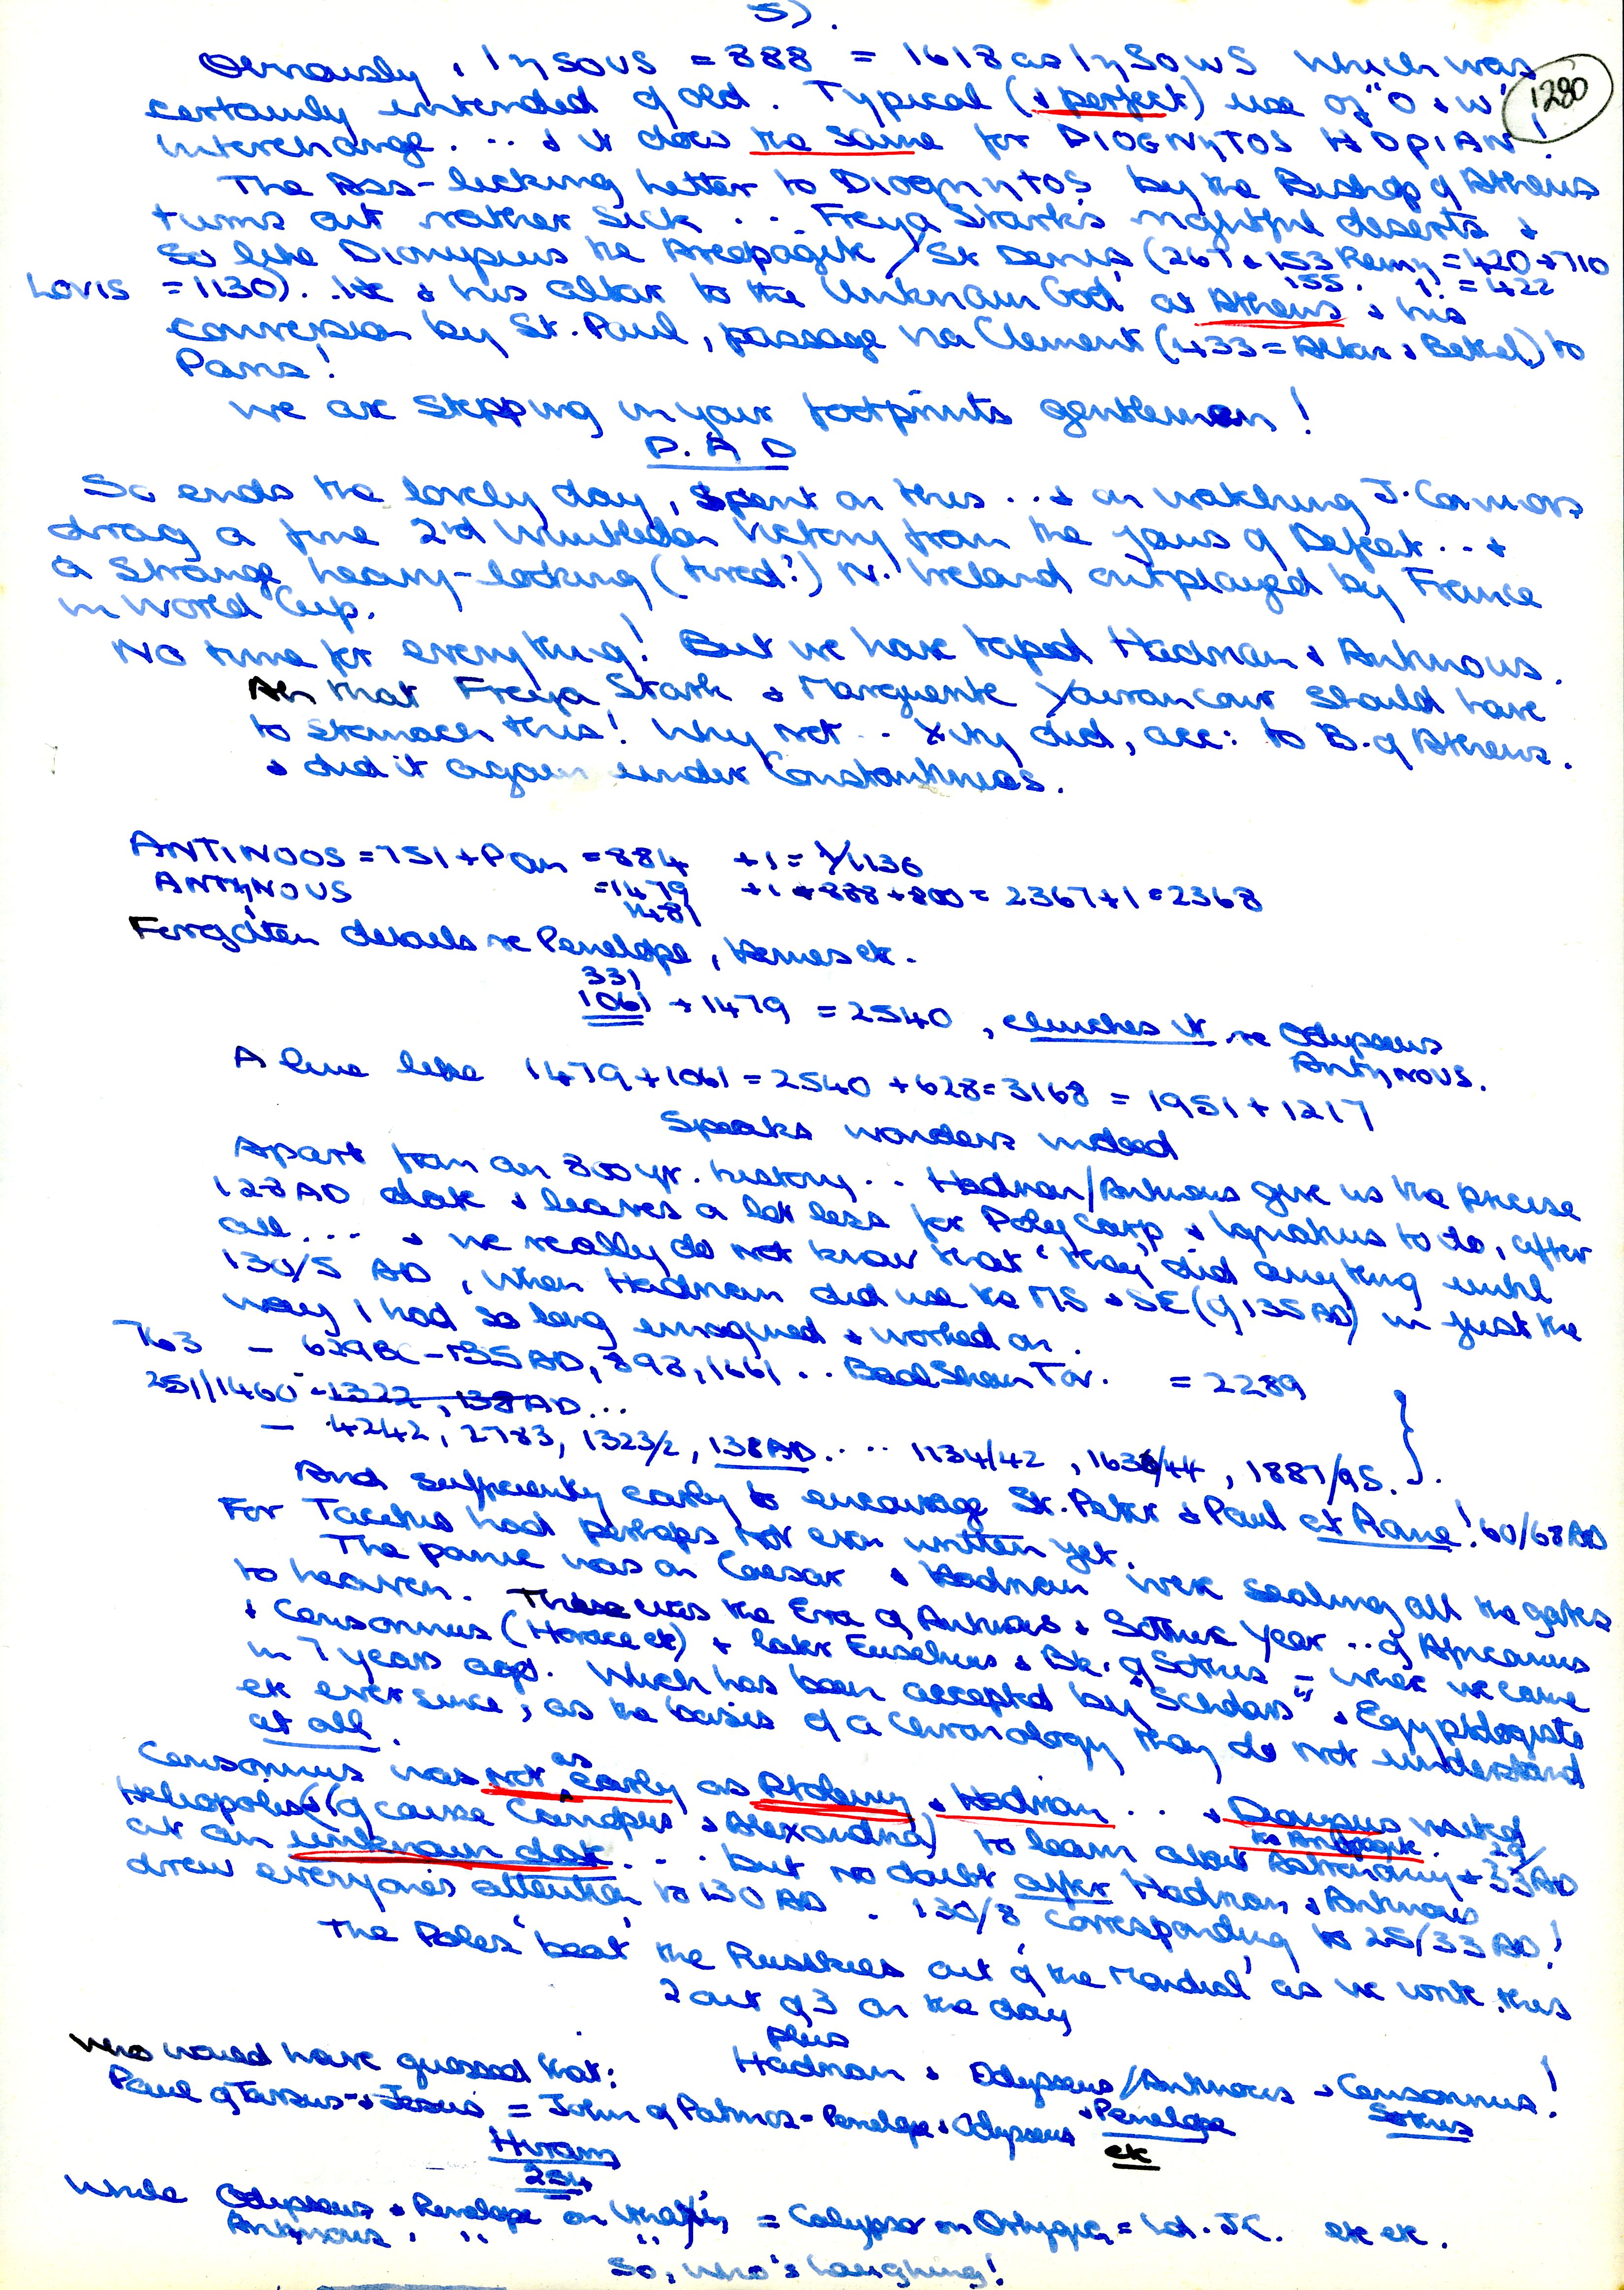 5).
1280
Obviously, IηSOUS = 888 = 1618 as IηSOWS which was
certainly intended of old. Typical (+ perfect) use of "O + W"
interchange. ... + it does the same for DIOGNηTOS HADRIAN!
The Ass-licking letter to Diognηtos by the Bishop of Athens
turns out rather sick ... Freya Stark's rightful deserts +
so like Dionysius the Areopagite / St Denis, (267 + 153 Remy = 420 + 710
155. 1! = 422
Louis = 1130). He + his altar to the Unknown God at Athens + his
conversion by St. Paul, passage via Clement (433 = Altar + Bethel) to
Paris!
We are stepping in your footprints gentlemen!
P. A D
So ends the lovely day, spent on this ... + on watching J. Connors
drag a fine 2nd Wimbledon Victory from the jaws of Defeat ... +
a strange heavy-looking (tired?) N. Ireland outplayed by France
in World Cup.
No time for everything! But we have taped Hadrian + Antinous.
Ah that Freya Stark + Marguerite Yourancour should have
to stomach this! Why not .. Xity did, acc: to B. of Athens.
+ did it again under Constantinos.
ANTINOOS = 751 + Pan = 884 +1 = 1/1136
ANTηNOUS = 1479 +1 + 888 + 800 = 2367 + 1 = 2368
1481
Forgotten details re Penelope, Hermes etc.
331
1061 + 1479 = 2540, clinches it re Odysseus
Antηnous.
A line like 1479 + 1061 = 2540 + 628 = 3168 = 1951 + 1217
Speaks wonders indeed
Apart from an 800 yr. history .. Hadrian/Antinous give us the precise
128 AD date + leaves a lot less for Polycarp + Ignatius to do, after
all ... + we really do not know that 'they' did anything until
130/5 AD, when Hadrian did use the MS + SE (of 135 AD) in just the
way I had so long imagined + worked on.
763 — 629 BC - 135 AD, 898, 1661 .. Tav. = 2289
251/1460 - 1322, 138 AD ...
— 4242, 2783, 1323/2, 138 AD .... 1134/42, 1636/44, 1887/95. }.
And sufficiently early to encourage St. Peter + Paul at Rome! 60/68 AD
For Tacitus had perhaps not even written yet.
The panic was on Caesar + Hadrian were sealing all the gates
to heaven. These was the Era of Antinous + Sothis Year .. of Africanus
+ Censorinus (Horace etc) + later Eusebius + Bk. of Sothis = where we came
in 7 years ago. Which has been accepted by "Scholars" + Egyptologists
etc ever since, as the basis of a chronology they do not understand
at all.
Censorinus was not as early as Ptolemy + Hadrian .. + Dionysius visited
the Areopagite. 29/
Heliopolis (of course Canopus + Alexandria) to learn about Astronomy + 33 AD
at an unknown date ... but no doubt after Hadrian + Antinous
drew everyone's attention to 130 AD. 130/8 corresponding to 25/33 AD!
The Poles 'beat' the Russkies out of 'the Mondial' as we write this
2 out of 3 on the day
plus
Who would have guessed that: Hadrian + Odysseus/Antinous + Censorinus!
Paul of Tarsus + Jesus = John of Patmos = Penelope + Odysseus + Penelope Sothis
Hiram etc
254
While Odysseus + Penelope on Ithaki, = Calypso on Ortygia, = Id. JC. etc etc.
Antinous. " "
So, who's laughing!